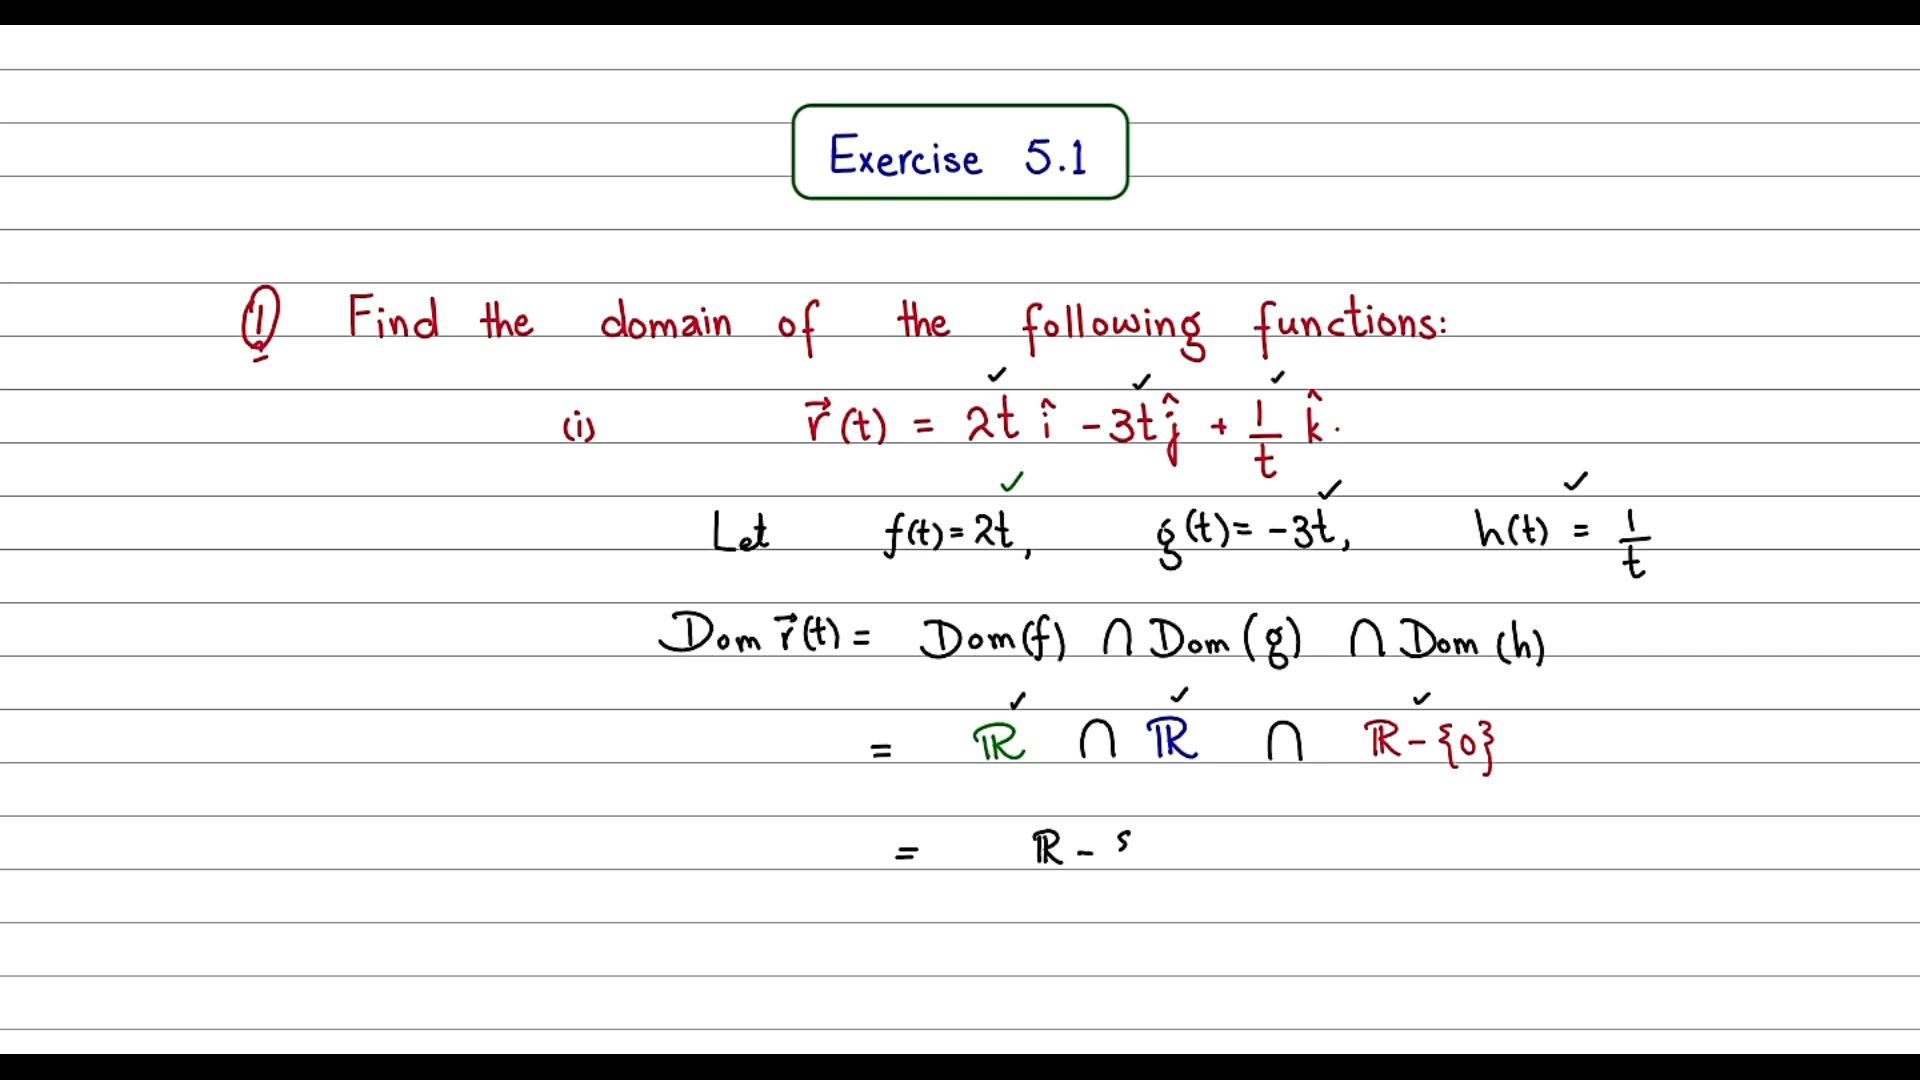 Exercise 5.1
Q1 Find the domain of the following functions:
(i) r⃗(t) = 2t î - 3t ĵ + 1/t k̂.
Let f(t) = 2t, g(t) = -3t, h(t) = 1/t
Dom r⃗(t) = Dom(f) ∩ Dom(g) ∩ Dom(h)
= ℝ ∩ ℝ ∩ ℝ - {0}
= ℝ -